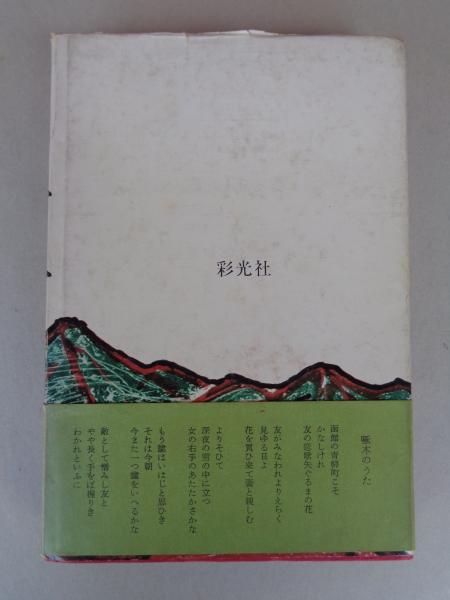 彩光社
啄木のうた
函館の青柳町こそ
かなしけれ
友の恋歌矢ぐるまの花
友がみなわれよりえらく
見ゆる日よ
花を買ひ来て妻と親しむ
よりそひて
深夜の雪の中に立つ
女の右手のあたたかさかな
もう嘘はいはじと思ひき
それは今朝
今また一つ嘘をいへるかな
敵として憎みし友と
やや長く手をば握りき
わかれといふに